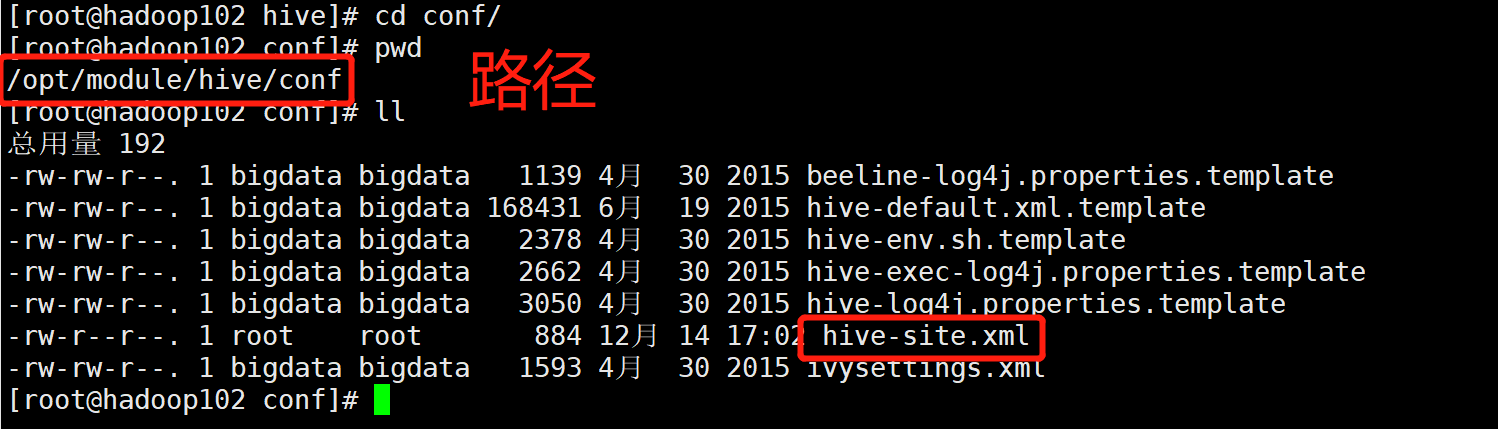 [root@hadoop102 hive]# cd conf/
[root@hadoop102 conf]# pwd
/opt/module/hive/conf
路径
[root@hadoop102 conf]# ll
总用量 192
-rw-rw-r--. 1 bigdata bigdata   1139 4月  30 2015 beeline-log4j.properties.template
-rw-rw-r--. 1 bigdata bigdata 168431 6月  19 2015 hive-default.xml.template
-rw-rw-r--. 1 bigdata bigdata   2378 4月  30 2015 hive-env.sh.template
-rw-rw-r--. 1 bigdata bigdata   2662 4月  30 2015 hive-exec-log4j.properties.template
-rw-rw-r--. 1 bigdata bigdata   3050 4月  30 2015 hive-log4j.properties.template
-rw-r--r--. 1 root    root       884 12月 14 17:02 hive-site.xml
-rw-rw-r--. 1 bigdata bigdata   1593 4月  30 2015 ivysettings.xml
[root@hadoop102 conf]#